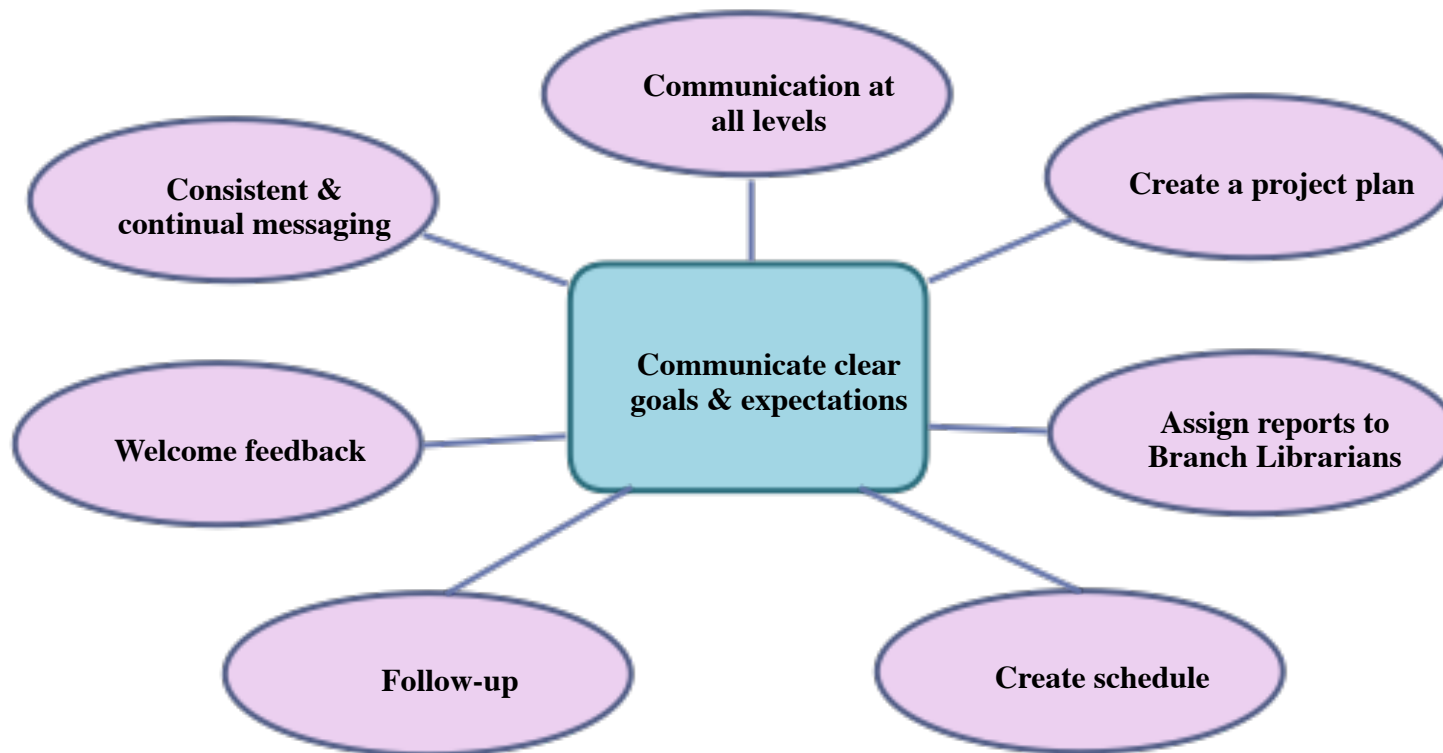 Communication at
all levels
Create a project plan
Consistent &
continual messaging
Communicate clear
goals & expectations
Assign reports to
Branch Librarians
Welcome feedback
Follow-up
Create schedule